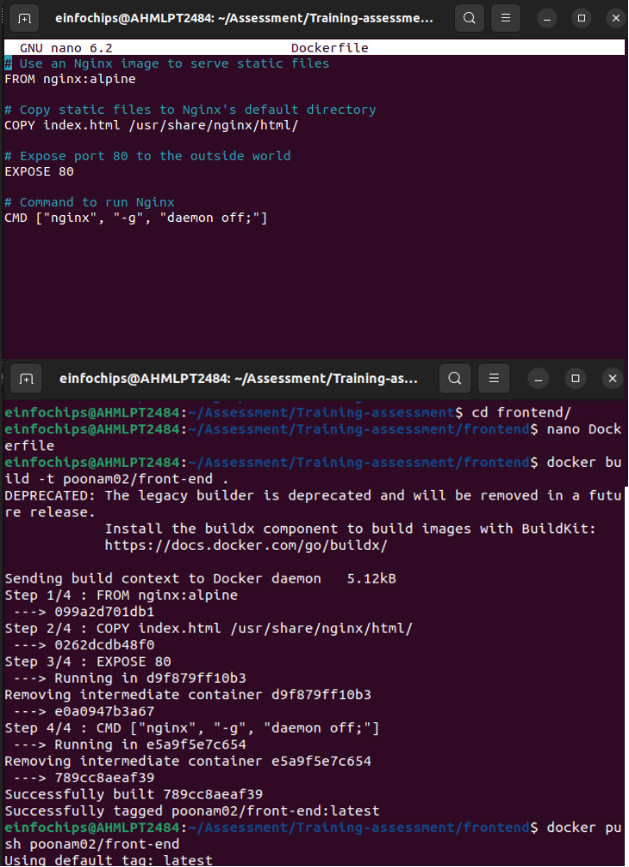 einfochips@AHMLPT2484: ~/Assessment/Training-assessme...
GNU nano 6.2 Dockerfile
# Use an Nginx image to serve static files
FROM nginx:alpine
# Copy static files to Nginx's default directory
COPY index.html /usr/share/nginx/html/
# Expose port 80 to the outside world
EXPOSE 80
# Command to run Nginx
CMD ["nginx", "-g", "daemon off;"]
einfochips@AHMLPT2484: ~/Assessment/Training-as...
einfochips@AHMLPT2484:~/Assessment/Training-assessment$ cd frontend/
einfochips@AHMLPT2484:~/Assessment/Training-assessment/frontend$ nano Dock
erfile
einfochips@AHMLPT2484:~/Assessment/Training-assessment/frontend$ docker bu
ild -t poonam02/front-end .
DEPRECATED: The legacy builder is deprecated and will be removed in a futu
re release.
Install the buildx component to build images with BuildKit:
https://docs.docker.com/go/buildx/
Sending build context to Docker daemon 5.12kB
Step 1/4 : FROM nginx:alpine
---> 099a2d701db1
Step 2/4 : COPY index.html /usr/share/nginx/html/
---> 0262dcdb48f0
Step 3/4 : EXPOSE 80
---> Running in d9f879ff10b3
Removing intermediate container d9f879ff10b3
---> e0a0947b3a67
Step 4/4 : CMD ["nginx", "-g", "daemon off;"]
---> Running in e5a9f5e7c654
Removing intermediate container e5a9f5e7c654
---> 789cc8aeaf39
Successfully built 789cc8aeaf39
Successfully tagged poonam02/front-end:latest
einfochips@AHMLPT2484:~/Assessment/Training-assessment/frontend$ docker pu
sh poonam02/front-end
Using default tag: latest